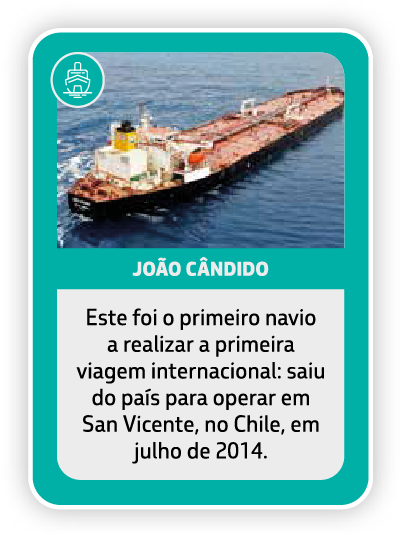 JOÃO CÂNDIDO
Este foi o primeiro navio
a realizar a primeira
viagem internacional: saiu
do país para operar em
San Vicente, no Chile, em
julho de 2014.